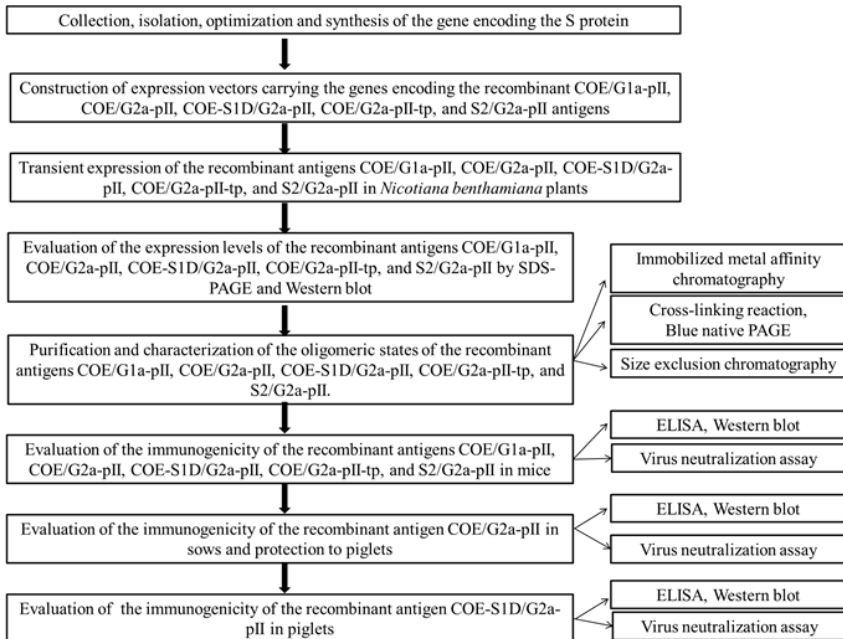 Collection, isolation, optimization and synthesis of the gene encoding the S protein
Construction of expression vectors carrying the genes encoding the recombinant COE/G1a-pII,
COE/G2a-pII, COE-S1D/G2a-pII, COE/G2a-pII-tp, and S2/G2a-pII antigens
Transient expression of the recombinant antigens COE/G1a-pII, COE/G2a-pII, COE-S1D/G2a-
pII, COE/G2a-pII-tp, and S2/G2a-pII in Nicotiana benthamiana plants
Evaluation of the expression levels of the recombinant antigens COE/G1a-pII,
COE/G2a-pII, COE-S1D/G2a-pII, COE/G2a-pII-tp, and S2/G2a-pII by SDS-
PAGE and Western blot
Immobilized metal affinity
chromatography
Cross-linking reaction,
Blue native PAGE
Size exclusion chromatography
Purification and characterization of the oligomeric states of the recombinant
antigens COE/G1a-pII, COE/G2a-pII, COE-S1D/G2a-pII, COE/G2a-pII-tp, and
S2/G2a-pII.
Evaluation of the immunogenicity of the recombinant antigens COE/G1a-pII,
COE/G2a-pII, COE-S1D/G2a-pII, COE/G2a-pII-tp, and S2/G2a-pII in mice
ELISA, Western blot
Virus neutralization assay
Evaluation of the immunogenicity of the recombinant antigen COE/G2a-pII in
sows and protection to piglets
ELISA, Western blot
Virus neutralization assay
Evaluation of the immunogenicity of the recombinant antigen COE-S1D/G2a-
pII in piglets
ELISA, Western blot
Virus neutralization assay